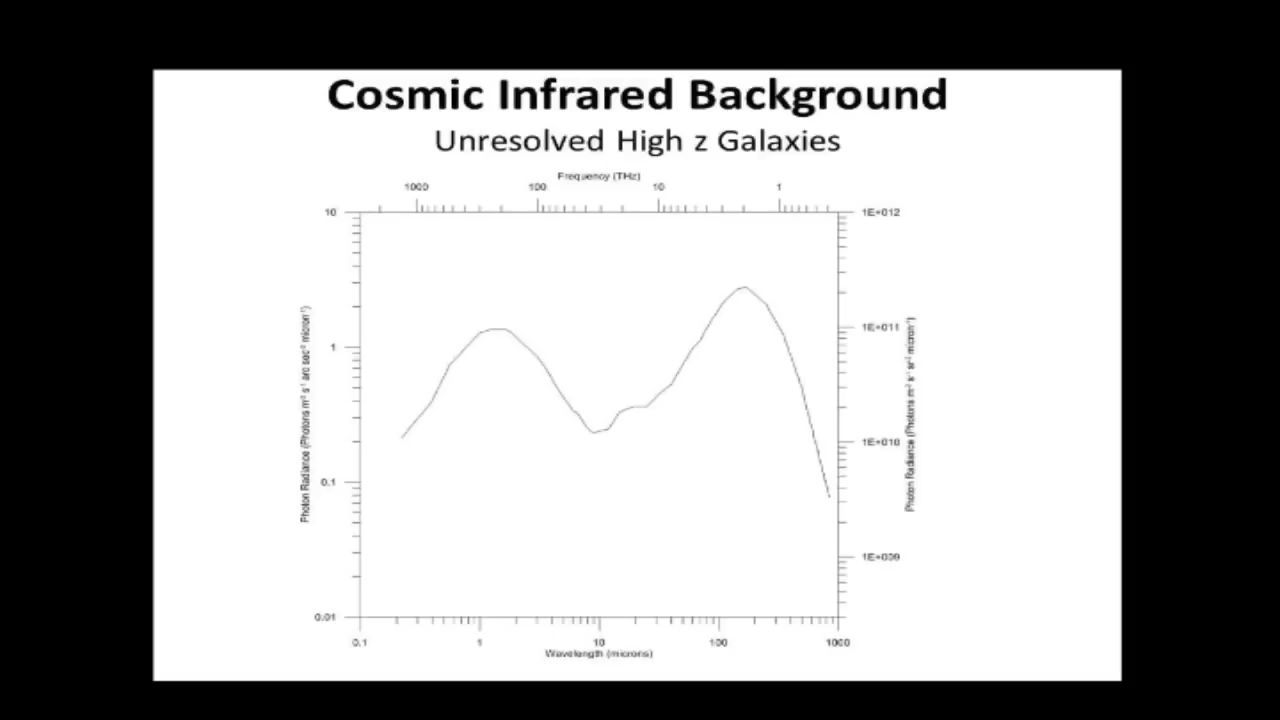 Cosmic Infrared Background
Unresolved High z Galaxies
Frequency (THz)
1000 100 10 1
10
1
0.1
0.01
1E+012
1E+011
1E+010
1E+009
Photon Radiance (Photons m² s⁻¹ arc sec⁻² micron⁻¹)
Photon Radiance (Photons m² s⁻¹ sr⁻¹ micron⁻¹)
0.1 1 10 100 1000
Wavelength (microns)